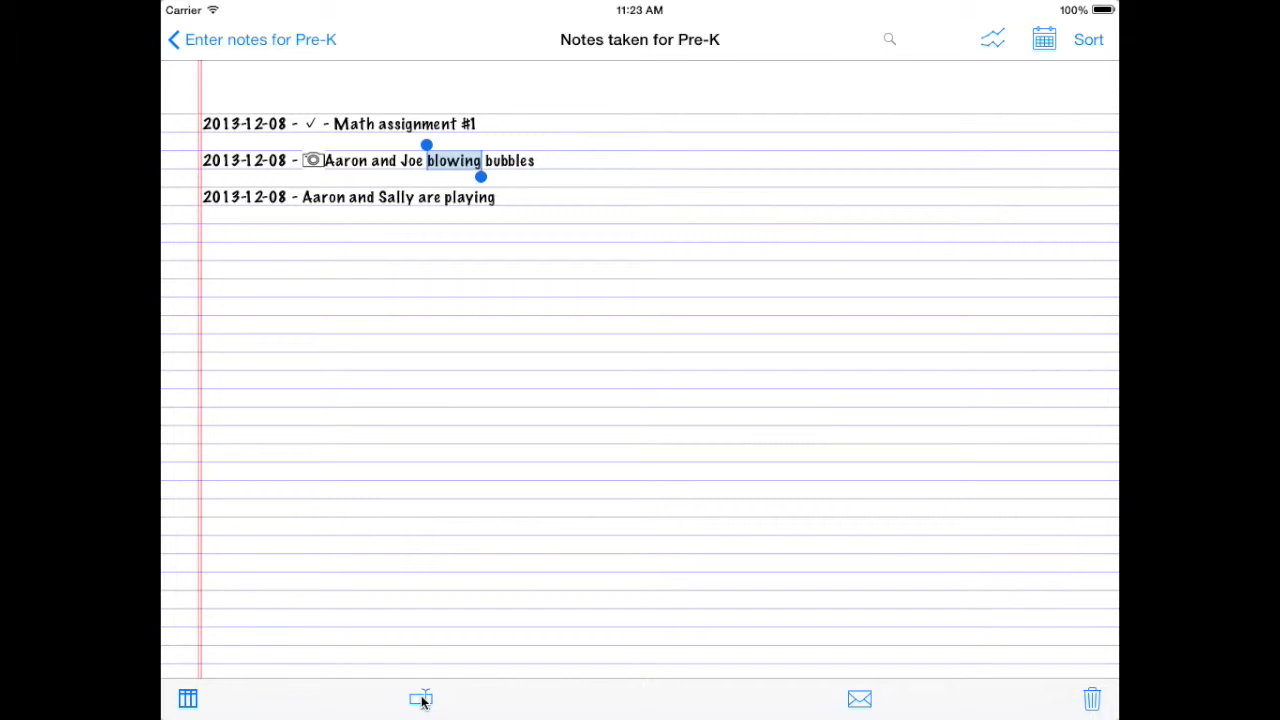 Carrier 11:23 AM 100%
Enter notes for Pre-K Notes taken for Pre-K Sort
2013-12-08 - ✓ - Math assignment #1
2013-12-08 - Aaron and Joe blowing bubbles
2013-12-08 - Aaron and Sally are playing